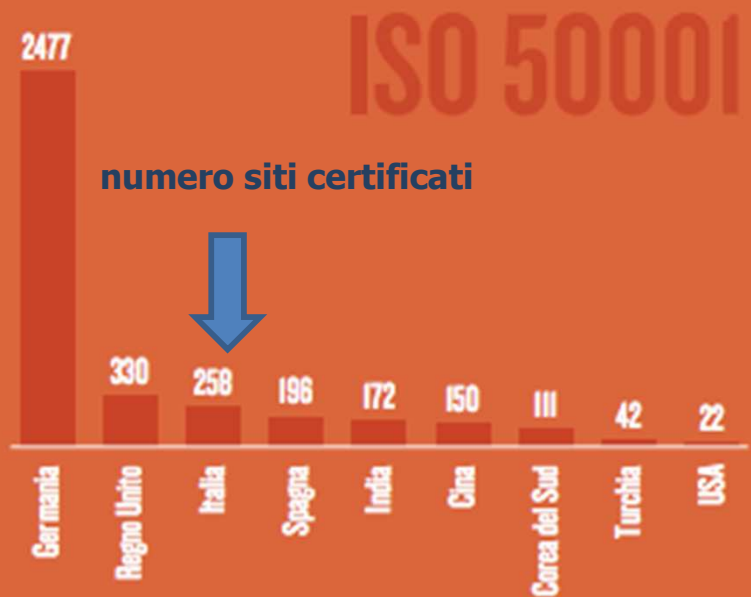 ISO 50001
2477
numero siti certificati
330
258
196
172
150
111
42
22
Germania
Regno Unito
Italia
Spagna
India
Cina
Corea del Sud
Turchia
USA